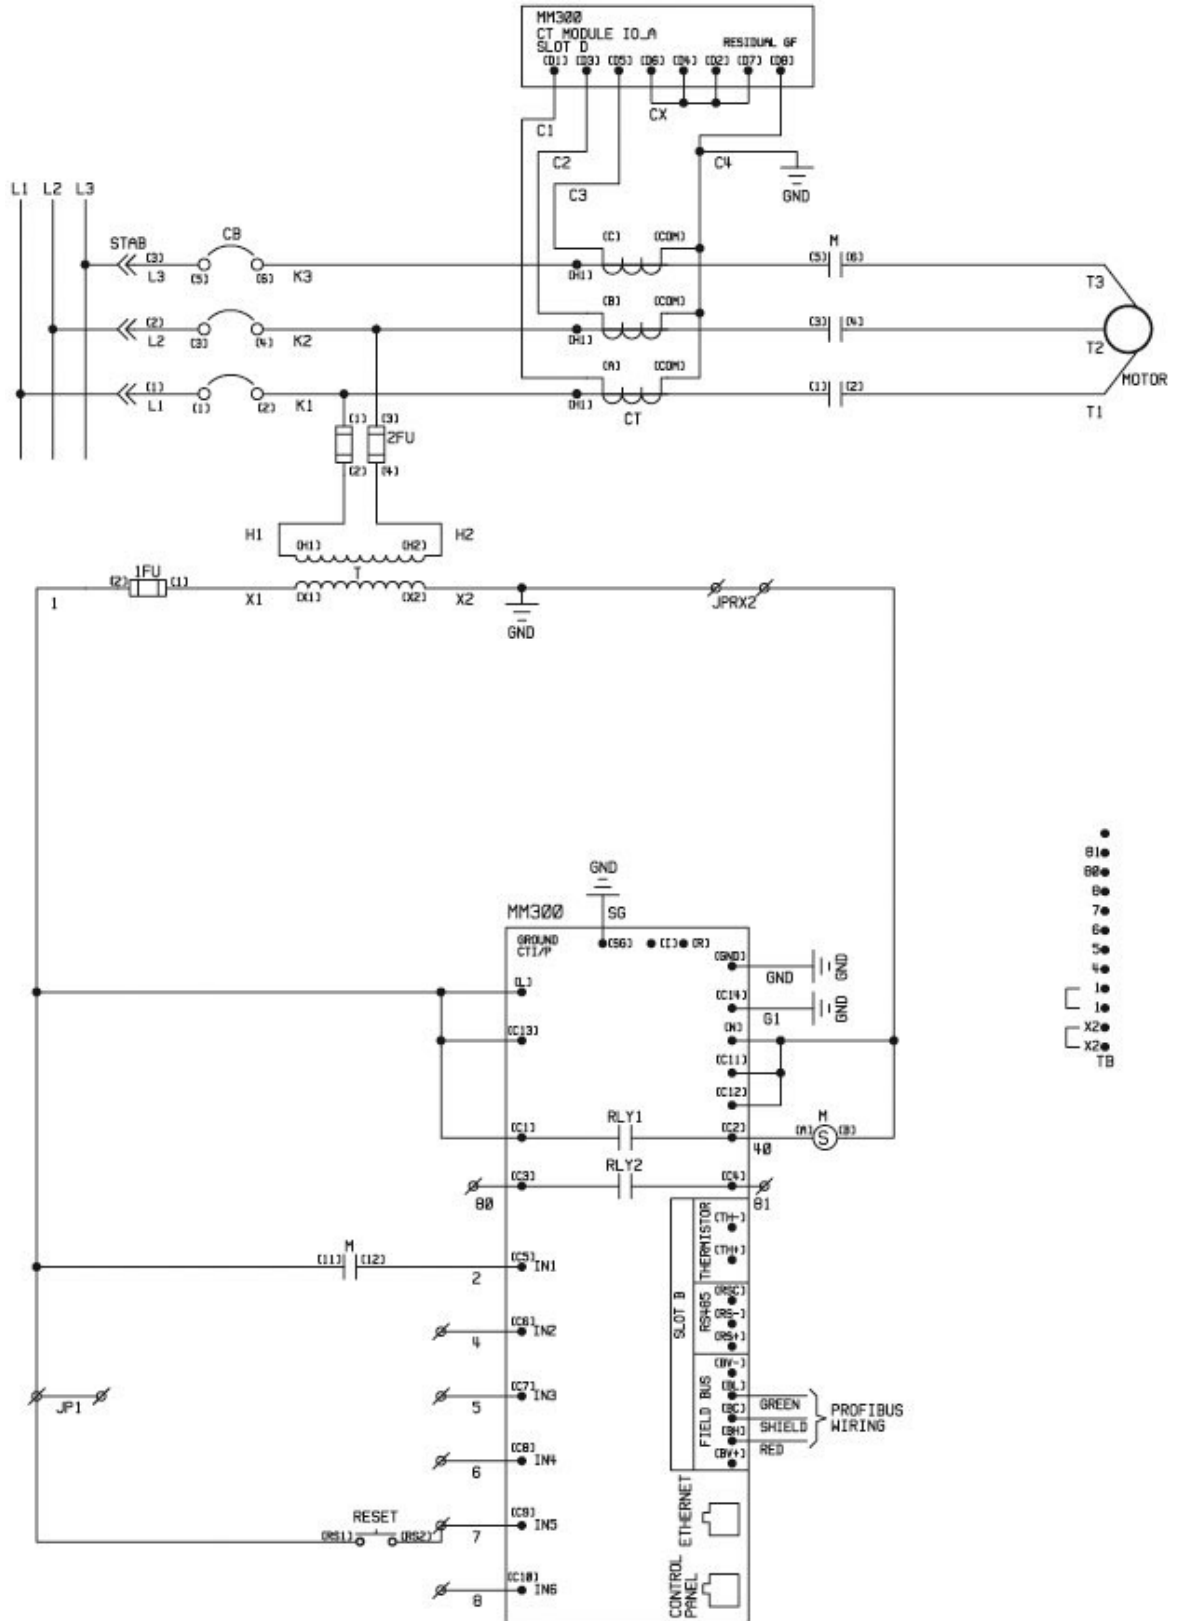 MM300
CT MODULE IO_A
SLOT D
RESIDUAL GF
(D1) (D3) (D5) (D6) (D4) (D2) (D7) (D8)
CX
C1
C2
C4
C3
GND
L1 L2 L3
STAB
CB
(C) (COM)
M
(3)
(5) (6)
L3
(5) (6)
K3
(H1)
T3
(B) (COM)
(2)
(3) (4)
L2
(3) (4)
K2
(H1)
T2
(A) (COM)
MOTOR
(1)
(1) (2)
L1
(1) (2)
K1
(H1)
T1
CT
(1) (3)
2FU
(2) (4)
H1
H2
(H1) (H2)
1FU
T
(2) (1)
1
X1
(X1) (X2)
X2
JPRX2
GND
GND
MM300
SG
GROUND
CTI/P
(SG) (I) (R)
(GND)
GND
GND
(L)
(C14)
G1
GND
(C13)
(N)
(C11)
(C12)
81
80
8
7
6
5
4
1
1
X2
X2
TB
(C1)
RLY1
(C2)
40
M
(A) S (B)
(C3)
RLY2
(C4)
80
81
THERMISTOR
(TH-)
(TH+)
M
(11) (12)
2
(C5)
IN1
SLOT B
RS485
(RSC)
(RS-)
(RS+)
4
(C6)
IN2
FIELD BUS
(BV-)
(BL)
GREEN
(BC)
SHIELD
(BH)
RED
(BV+)
PROFIBUS
WIRING
JP1
5
(C7)
IN3
6
(C8)
IN4
RESET
(RS1) (RS2)
7
(C9)
IN5
ETHERNET
8
(C10)
IN6
CONTROL
PANEL